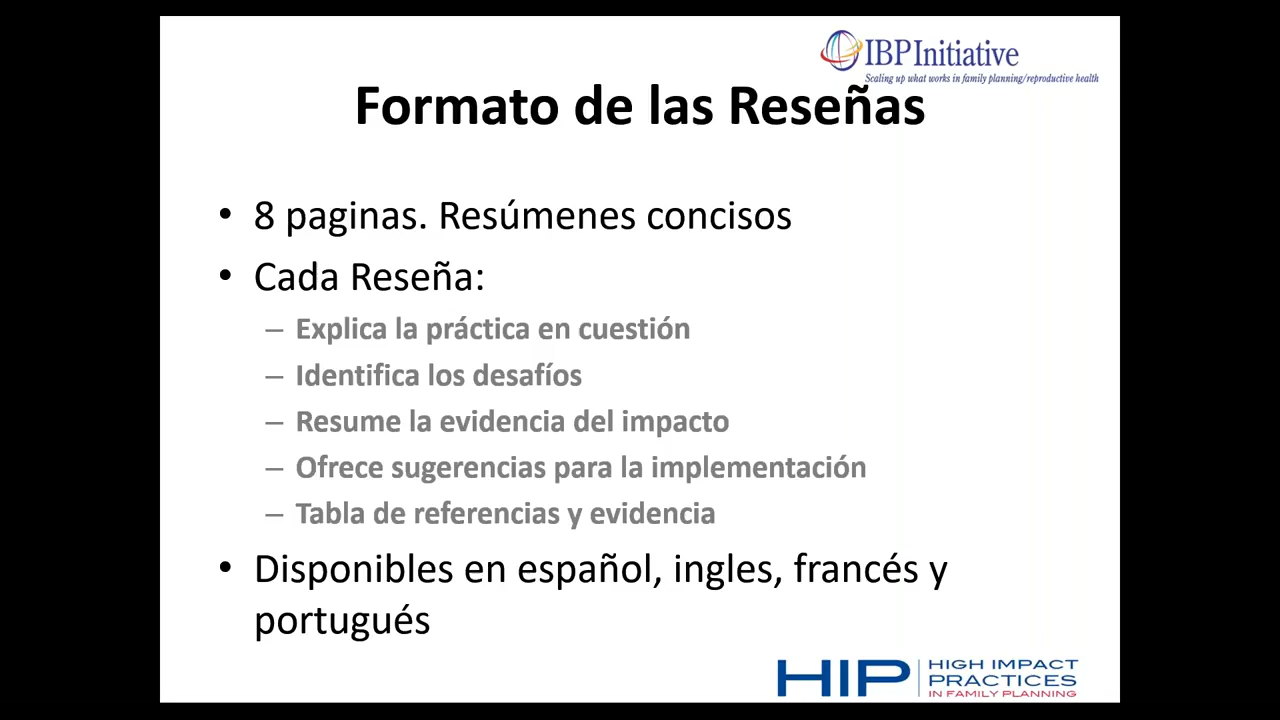 IBPInitiative
Scaling up what works in family planning/reproductive health
Formato de las Reseñas
• 8 paginas. Resúmenes concisos
• Cada Reseña:
– Explica la práctica en cuestión
– Identifica los desafíos
– Resume la evidencia del impacto
– Ofrece sugerencias para la implementación
– Tabla de referencias y evidencia
• Disponibles en español, ingles, francés y
portugués
HIP
HIGH IMPACT
PRACTICES
IN FAMILY PLANNING